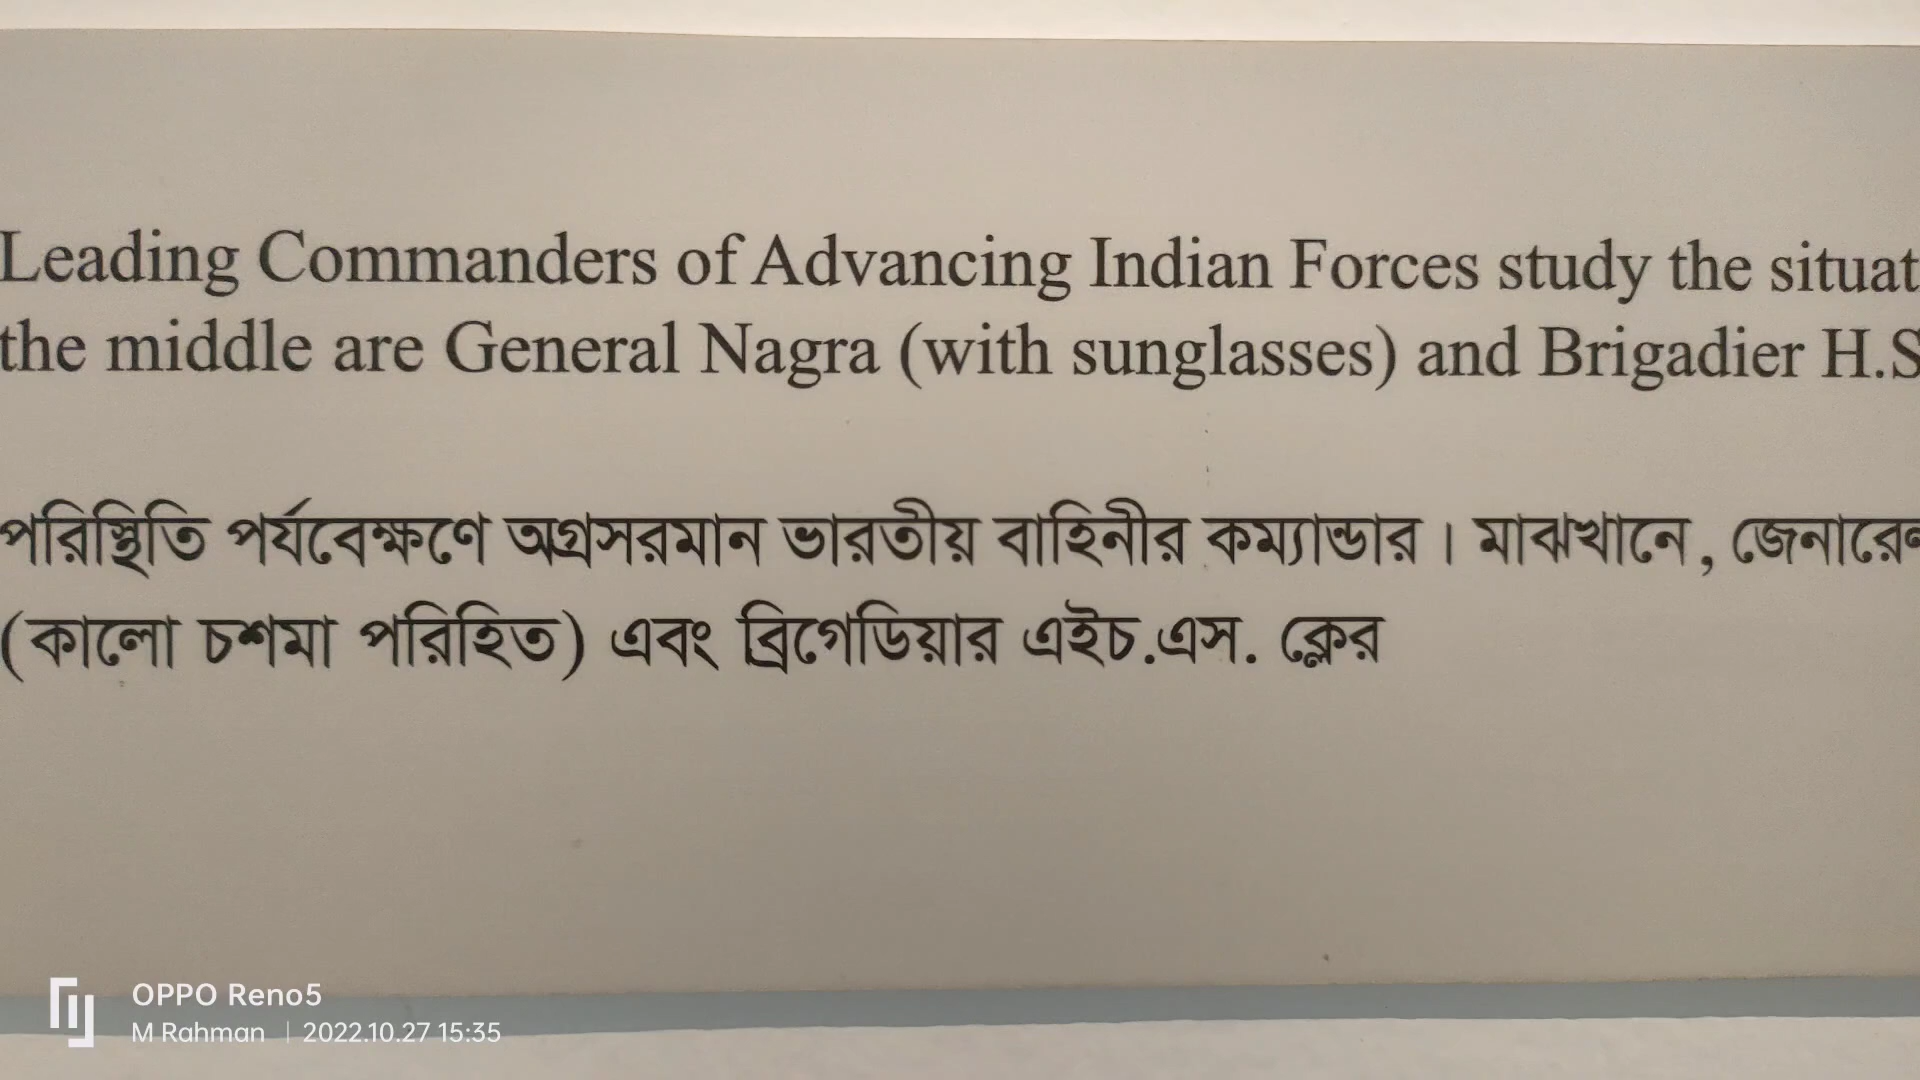 Leading Commanders of Advancing Indian Forces study the situat
the middle are General Nagra (with sunglasses) and Brigadier H.S
পরিস্থিতি পর্যবেক্ষণে অগ্রসরমান ভারতীয় বাহিনীর কম্যান্ডার । মাঝখানে, জেনারে
(কালো চশমা পরিহিত) এবং ব্রিগেডিয়ার এইচ.এস. ক্লের
OPPO Reno5
M Rahman | 2022.10.27 15:35